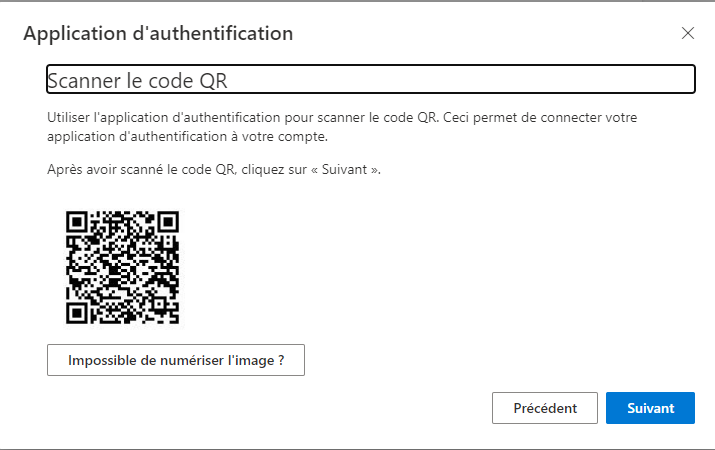 Application d'authentification
Scanner le code QR
Utiliser l'application d'authentification pour scanner le code QR. Ceci permet de connecter votre
application d'authentification à votre compte.
Après avoir scanné le code QR, cliquez sur « Suivant ».
Impossible de numériser l'image ?
Précédent
Suivant